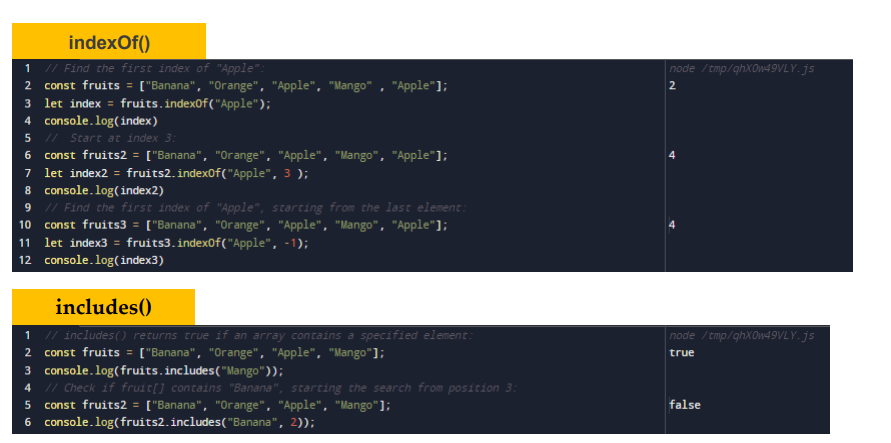 indexOf()
1 // Find the first index of "Apple": node /tmp/qhXOw49VLY.js
2 const fruits = ["Banana", "Orange", "Apple", "Mango" , "Apple"]; 2
3 let index = fruits.indexOf("Apple");
4 console.log(index)
5 //  Start at index 3:
6 const fruits2 = ["Banana", "Orange", "Apple", "Mango", "Apple"]; 4
7 let index2 = fruits2.indexOf("Apple", 3 );
8 console.log(index2)
9 // Find the first index of "Apple", starting from the last element:
10 const fruits3 = ["Banana", "Orange", "Apple", "Mango", "Apple"]; 4
11 let index3 = fruits3.indexOf("Apple", -1);
12 console.log(index3)
includes()
1 // includes() returns true if an array contains a specified element: node /tmp/qhXOw49VLY.js
2 const fruits = ["Banana", "Orange", "Apple", "Mango"]; true
3 console.log(fruits.includes("Mango"));
4 // Check if fruit[] contains "Banana", starting the search from position 3:
5 const fruits2 = ["Banana", "Orange", "Apple", "Mango"]; false
6 console.log(fruits2.includes("Banana", 2));